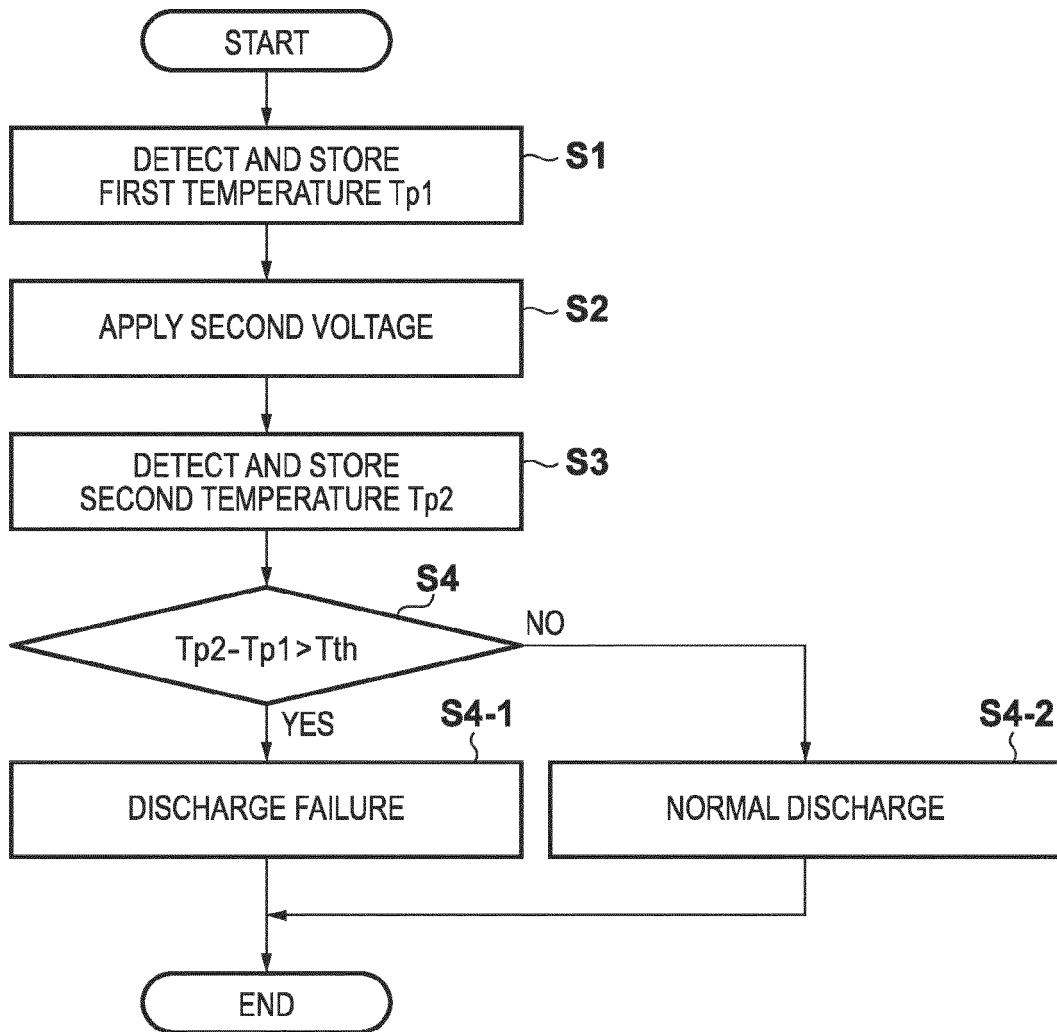 START
DETECT AND STORE
FIRST TEMPERATURE Tp1
S1
APPLY SECOND VOLTAGE
S2
DETECT AND STORE
SECOND TEMPERATURE Tp2
S3
S4
Tp2-Tp1>Tth
NO
YES
S4-1
S4-2
DISCHARGE FAILURE
NORMAL DISCHARGE
END